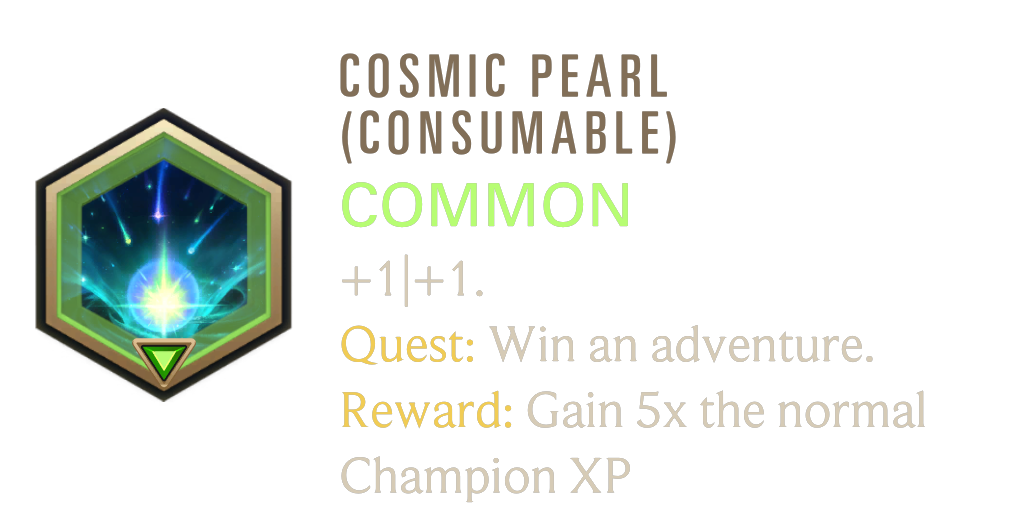 COSMIC PEARL
(CONSUMABLE)
COMMON
+1|+1.
Quest: Win an adventure.
Reward: Gain 5x the normal
Champion XP